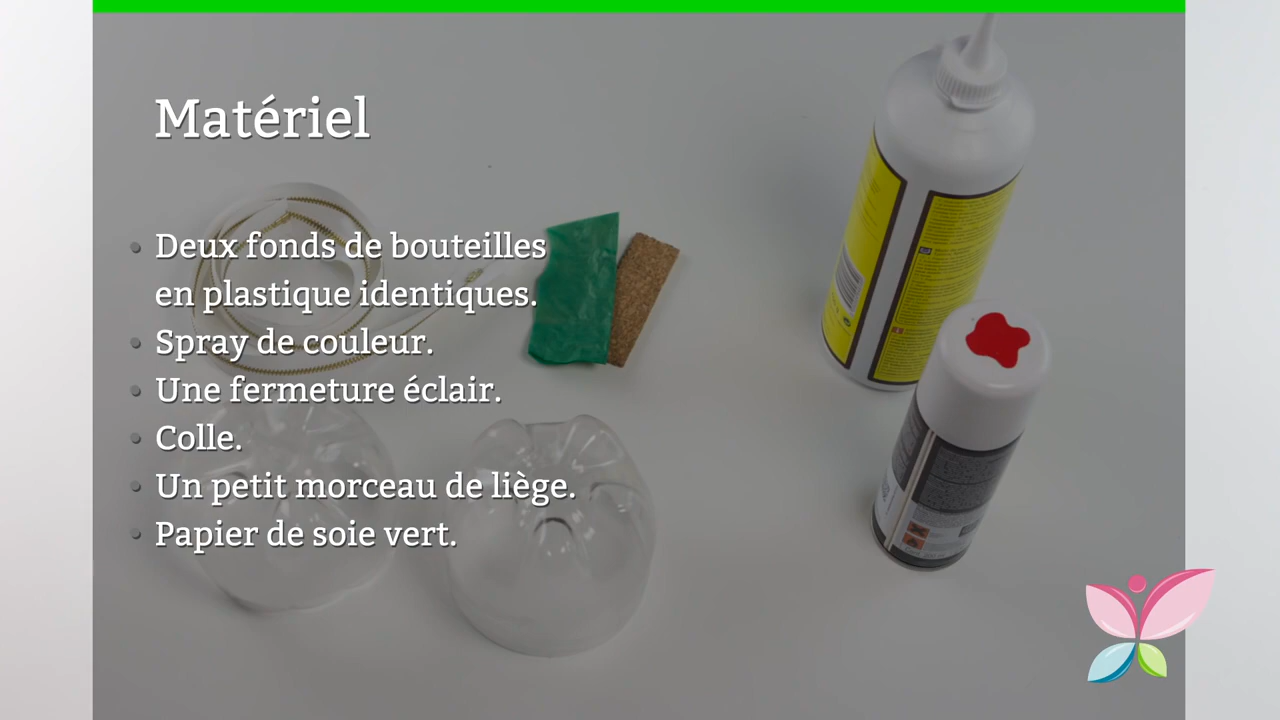 Matériel
• Deux fonds de bouteilles
en plastique identiques.
• Spray de couleur.
• Une fermeture éclair.
• Colle.
• Un petit morceau de liège.
• Papier de soie vert.